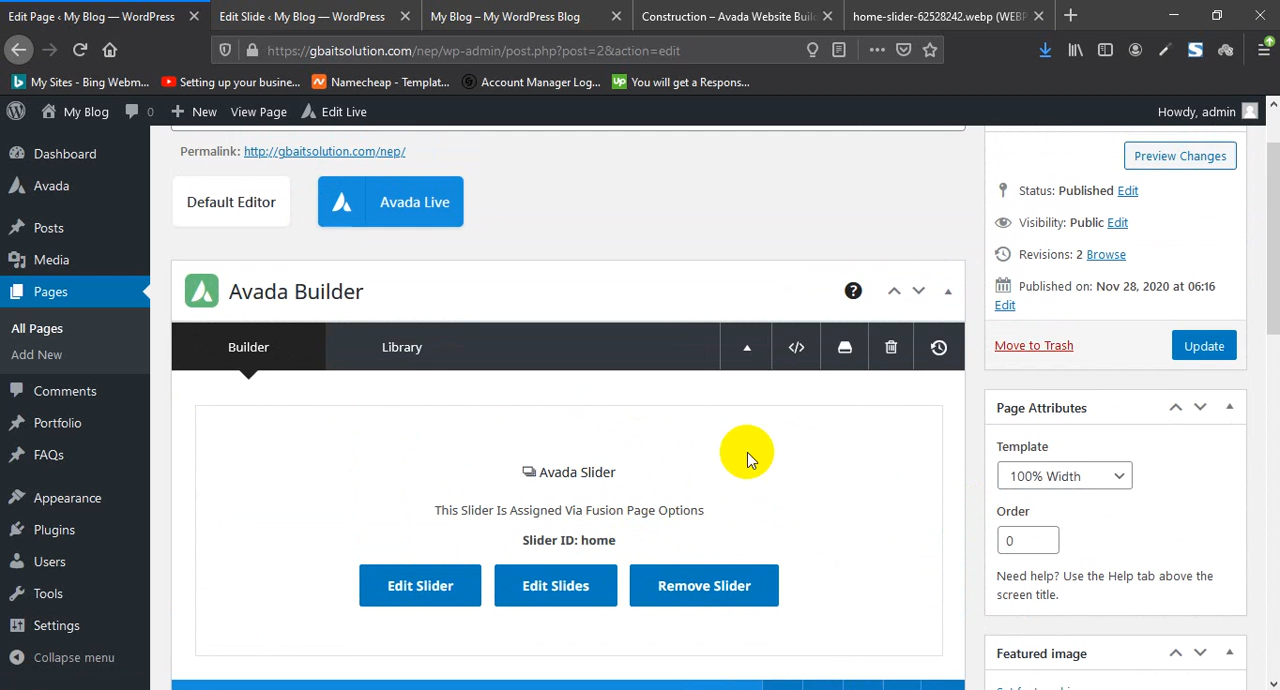 Edit Page ‹ My Blog — WordPress
Edit Slide ‹ My Blog — WordPress
My Blog – My WordPress Blog
Construction – Avada Website Buil
home-slider-62528242.webp (WEBP
https://gbaitsolution.com/nep/wp-admin/post.php?post=2&action=edit
My Sites - Bing Webm...
Setting up your busine...
Namecheap - Templat...
Account Manager Log...
You will get a Respon...
My Blog
0
New
View Page
Edit Live
Howdy, admin
Dashboard
Avada
Posts
Media
Pages
All Pages
Add New
Comments
Portfolio
FAQs
Appearance
Plugins
Users
Tools
Settings
Collapse menu
Permalink: http://gbaitsolution.com/nep/
Default Editor
Avada Live
Avada Builder
Builder
Library
Avada Slider
This Slider Is Assigned Via Fusion Page Options
Slider ID: home
Edit Slider
Edit Slides
Remove Slider
Preview Changes
Status: Published Edit
Visibility: Public Edit
Revisions: 2 Browse
Published on: Nov 28, 2020 at 06:16
Edit
Move to Trash
Update
Page Attributes
Template
100% Width
Order
0
Need help? Use the Help tab above the
screen title.
Featured image